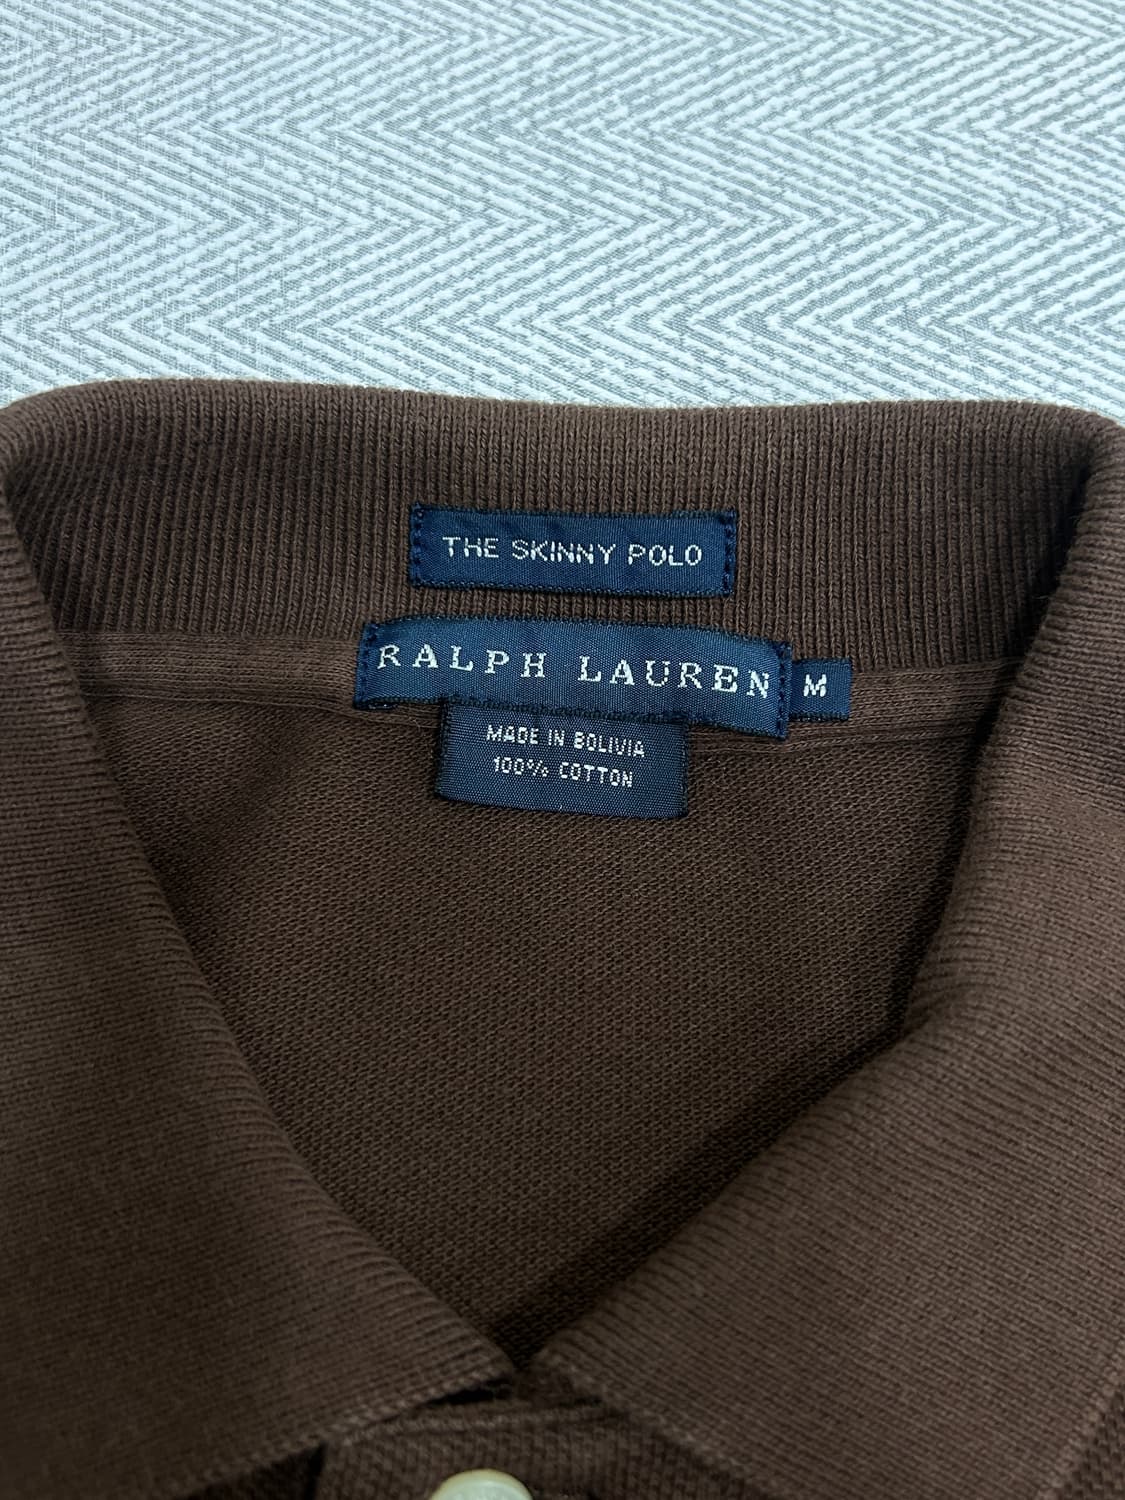 THE SKINNY POLO
RALPH LAUREN
M
MADE IN BOLIVIA
100% COTTON